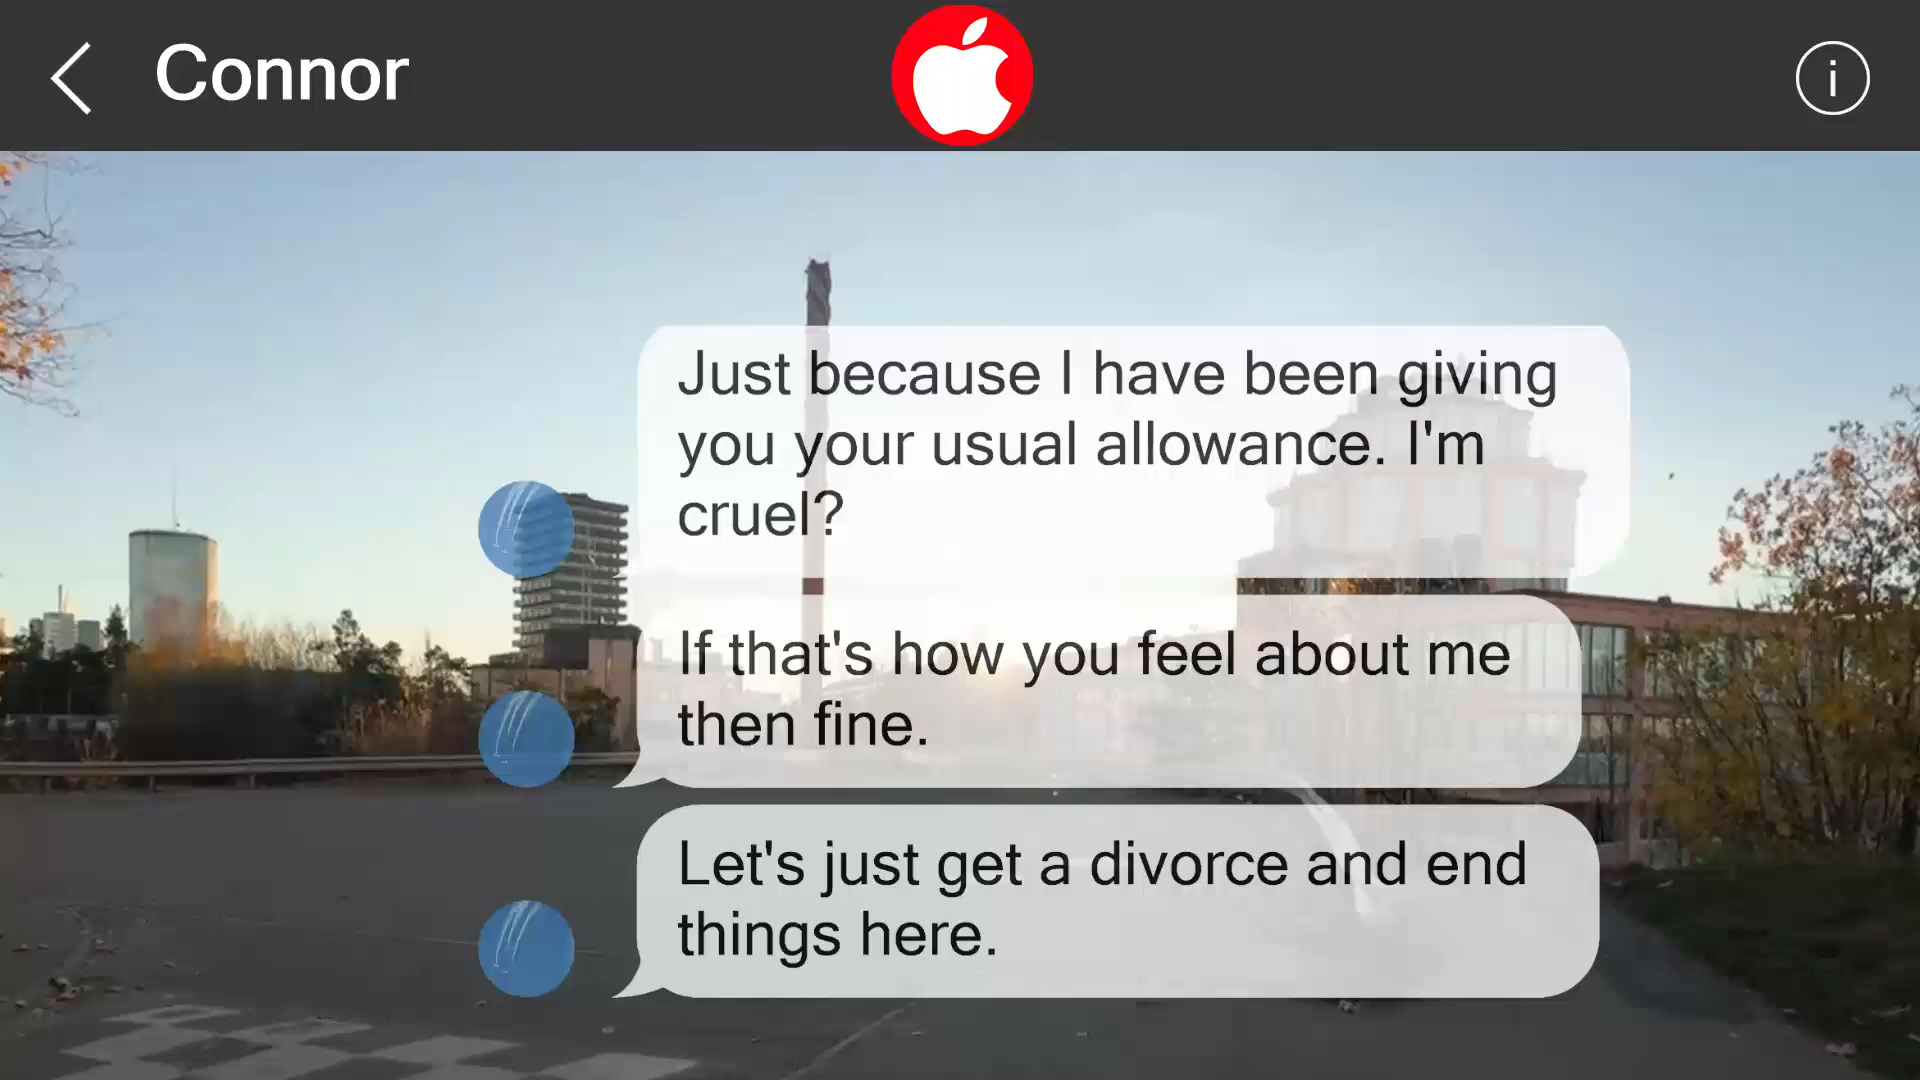 Connor
i
Just because I have been giving
you your usual allowance. I'm
cruel?
If that's how you feel about me
then fine.
Let's just get a divorce and end
things here.